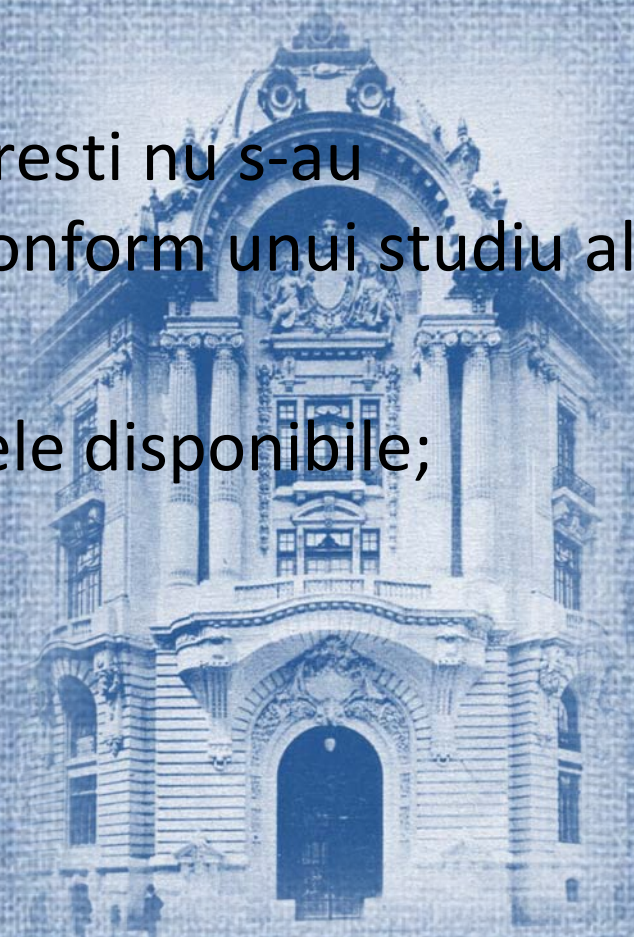 resti nu s-au
onform unui studiu al
ele disponibile;